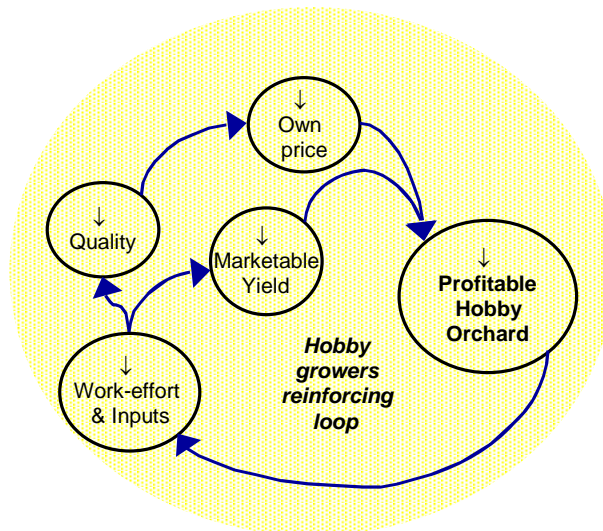 ↓
Own
price
↓
Quality
↓
Marketable
Yield
↓
Profitable
Hobby
Orchard
↓
Work-effort
& Inputs
Hobby
growers
reinforcing
loop